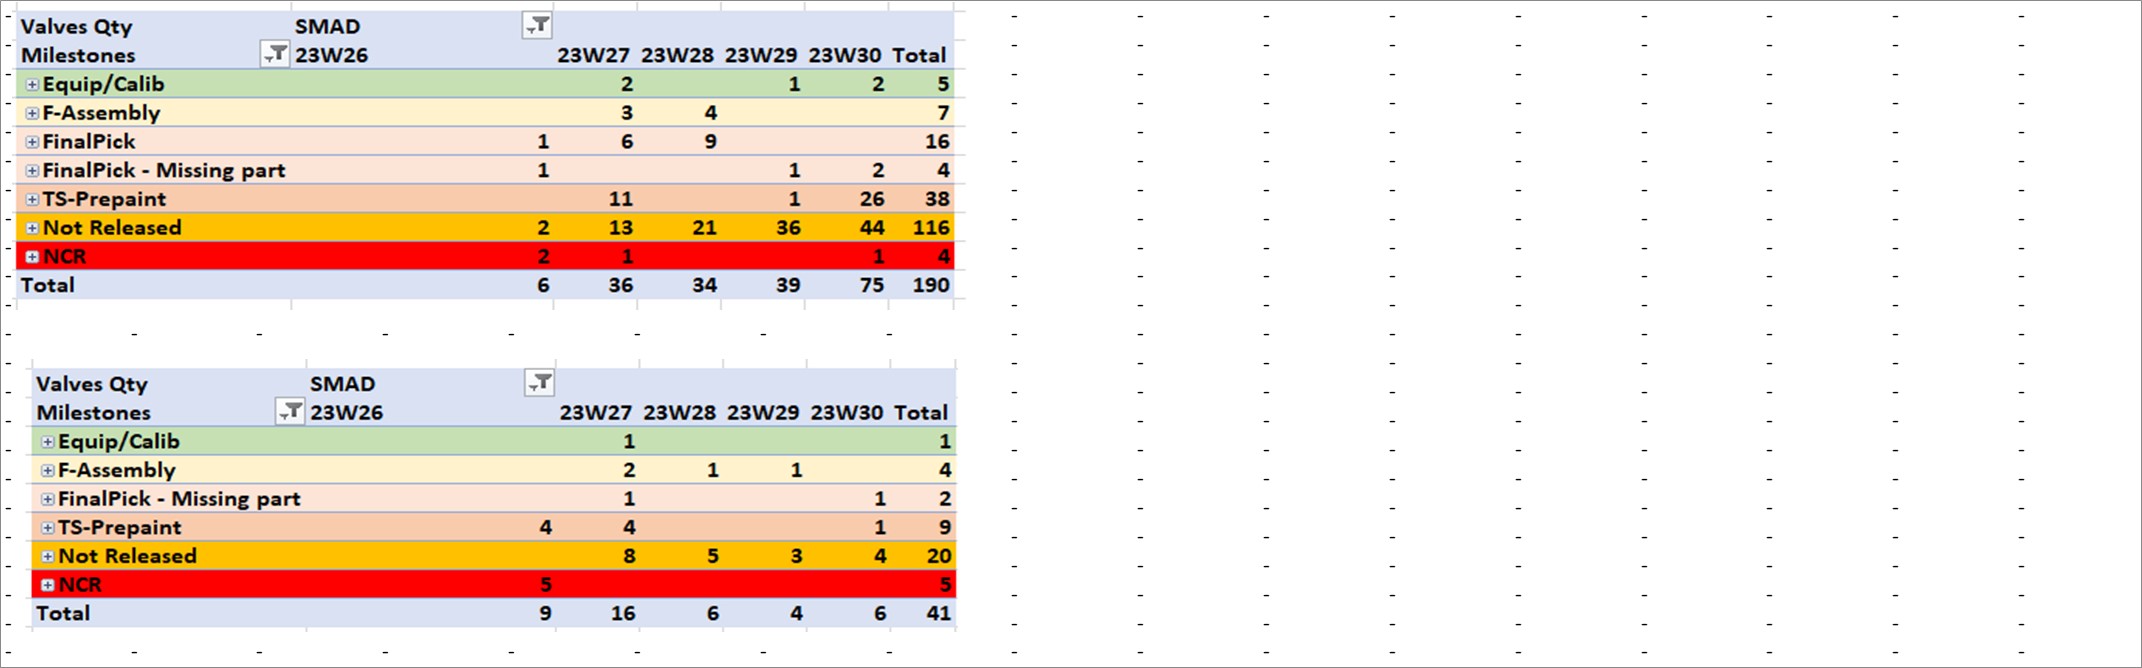 Valves Qty SMAD
Milestones 23W26 23W27 23W28 23W29 23W30 Total
Equip/Calib 2 1 2 5
F-Assembly 3 4 7
FinalPick 1 6 9 16
FinalPick - Missing part 1 1 2 4
TS-Prepaint 11 1 26 38
Not Released 2 13 21 36 44 116
NCR 2 1 1 4
Total 6 36 34 39 75 190
Valves Qty SMAD
Milestones 23W26 23W27 23W28 23W29 23W30 Total
Equip/Calib 1 1
F-Assembly 2 1 1 4
FinalPick - Missing part 1 1 2
TS-Prepaint 4 4 1 9
Not Released 8 5 3 4 20
NCR 5 5
Total 9 16 6 4 6 41